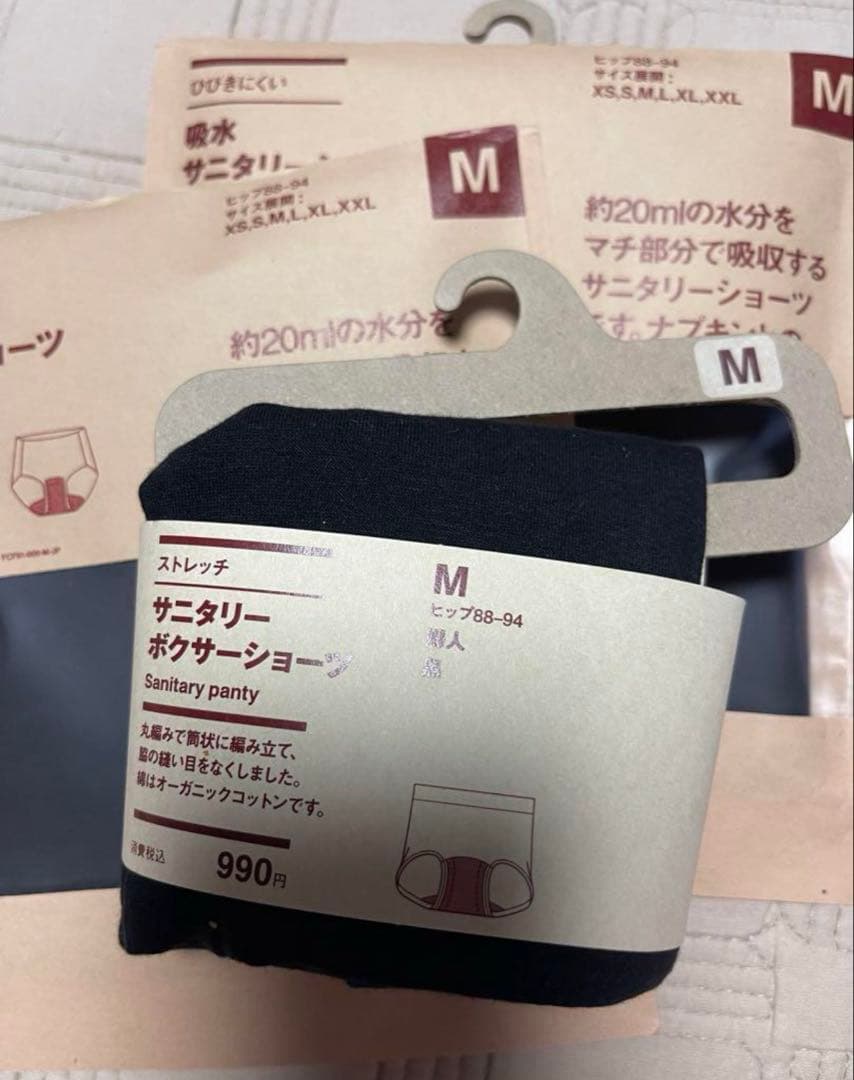 ひびきにくい
吸水
サニタリー
ヒップ88-94
サイズ展開：
XS,S,M,L,XL,XXL
M
約20mlの水分を
マチ部分で吸収する
サニタリーショーツ
です。ナプキン
ヒップ88-94
サイズ展開：
XS,S,M,L,XL,XXL
M
約20mlの水分を
ーツ
M
ストレッチ
サニタリー
ボクサーショーツ
Sanitary panty
丸編みで筒状に編み立て、
脇の縫い目をなくしました。
綿はオーガニックコットンです。
消費税込
990円
M
ヒップ88-94
婦人
黒